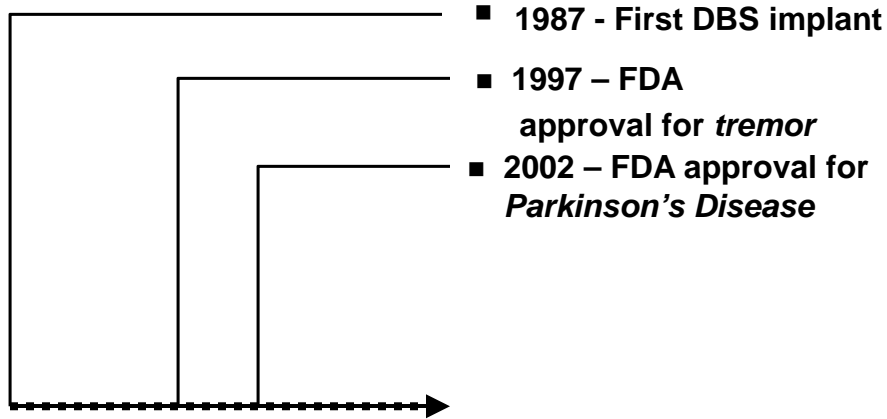 ▪ 1987 - First DBS implant
▪ 1997 – FDA
approval for tremor
▪ 2002 – FDA approval for
Parkinson's Disease